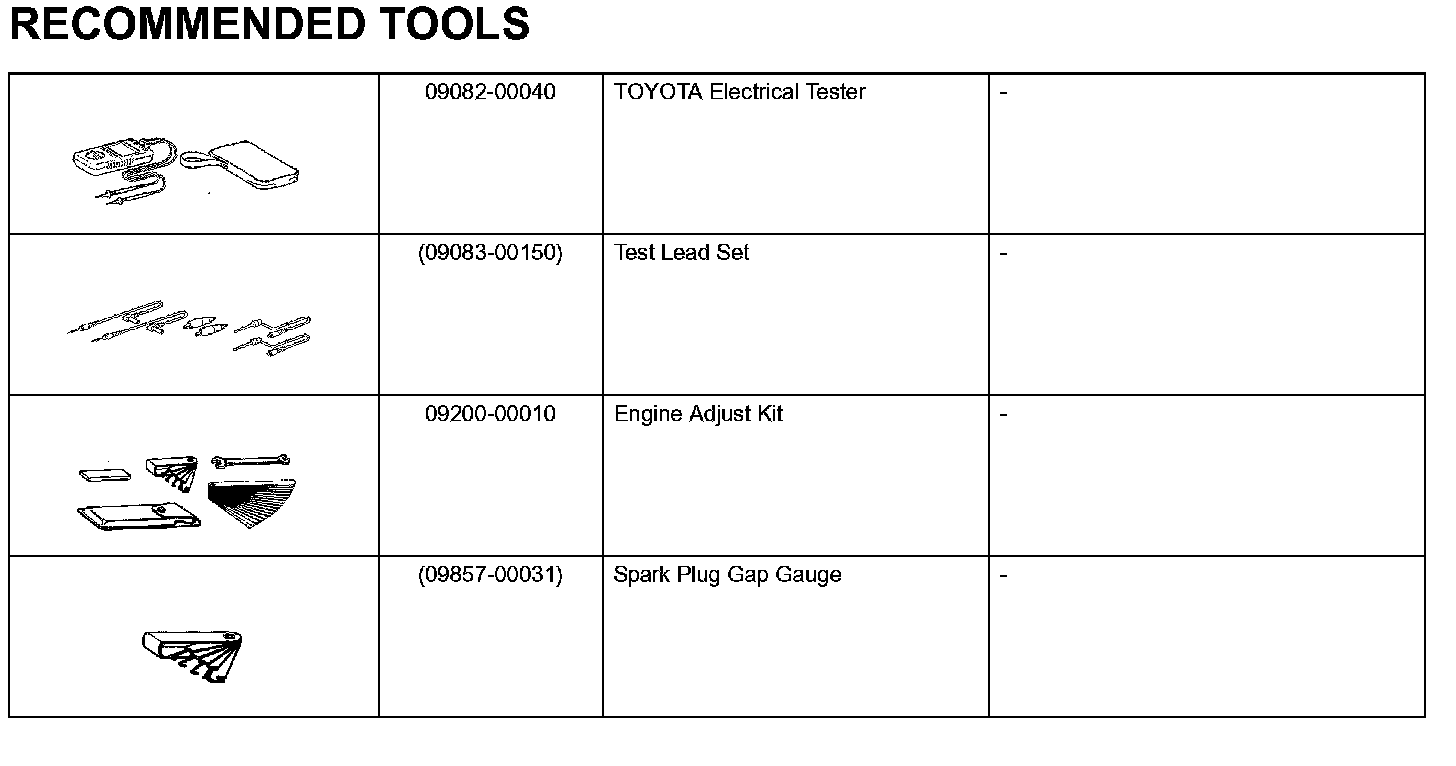 RECOMMENDED TOOLS
09082-00040 TOYOTA Electrical Tester -
(09083-00150) Test Lead Set -
09200-00010 Engine Adjust Kit -
(09857-00031) Spark Plug Gap Gauge -